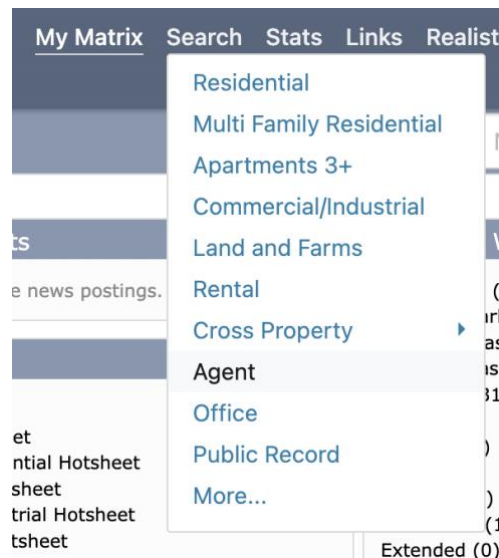 My Matrix Search Stats Links Realist
Residential
Multi Family Residential
Apartments 3+
Commercial/Industrial
Land and Farms
e news postings.
Rental
Cross Property
Agent
Office
et
Public Record
ntial Hotsheet
sheet
More...
trial Hotsheet
tsheet
Extended (0)